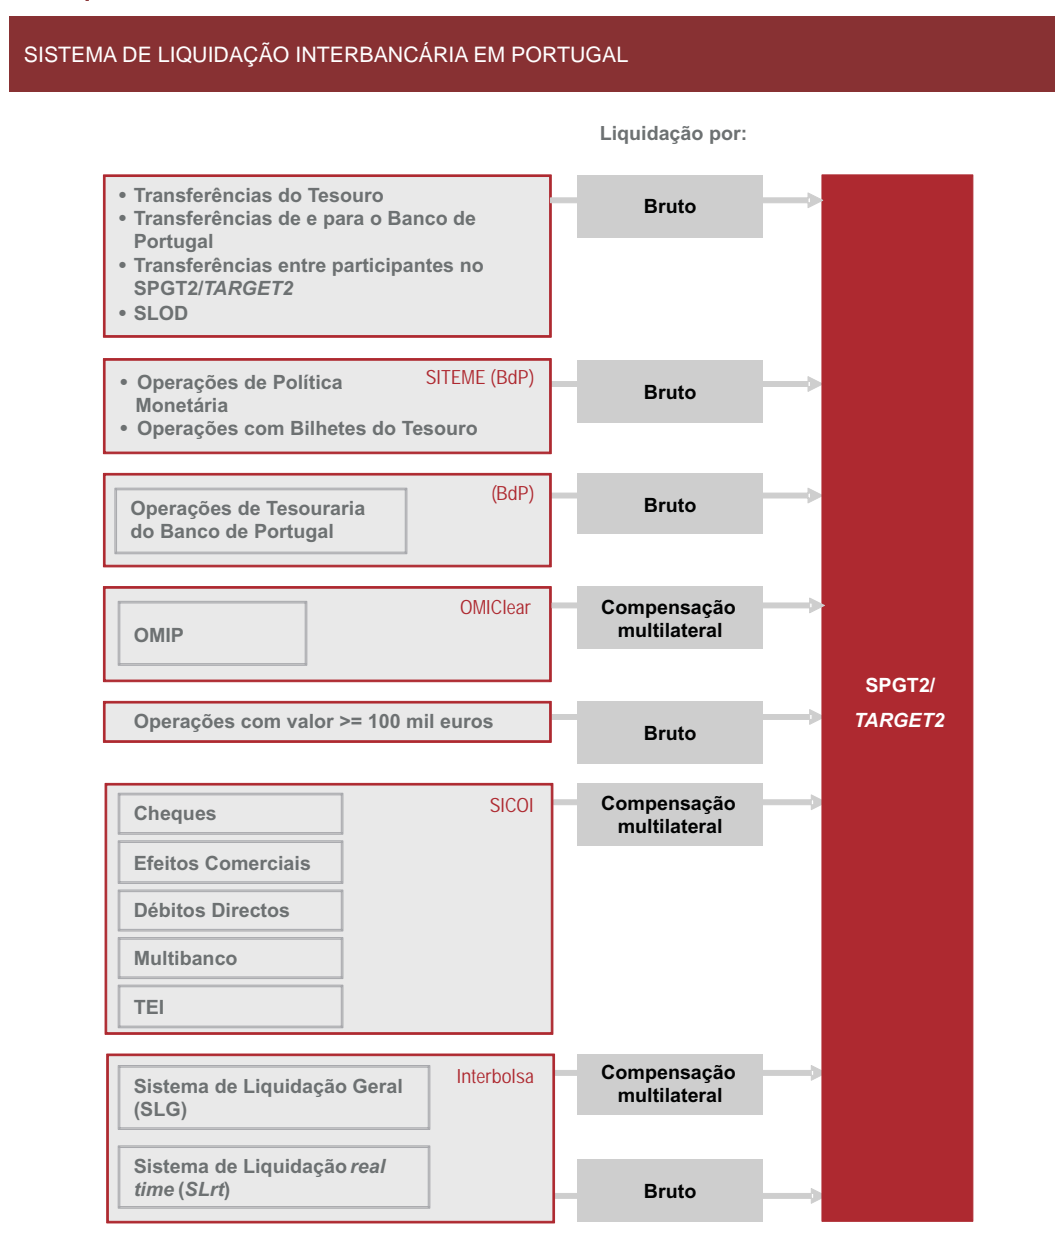 SISTEMA DE LIQUIDAÇÃO INTERBANCÁRIA EM PORTUGAL
Liquidação por:
• Transferências do Tesouro
• Transferências de e para o Banco de
Portugal
• Transferências entre participantes no
SPGT2/TARGET2
• SLOD
Bruto
SITEME (BdP)
• Operações de Política
Monetária
• Operações com Bilhetes do Tesouro
Bruto
(BdP)
Operações de Tesouraria
do Banco de Portugal
Bruto
OMIClear
OMIP
Compensação
multilateral
Operações com valor >= 100 mil euros
Bruto
SICOI
Cheques
Efeitos Comerciais
Débitos Directos
Multibanco
TEI
Compensação
multilateral
Interbolsa
Sistema de Liquidação Geral
(SLG)
Compensação
multilateral
Sistema de Liquidação real
time (SLrt)
Bruto
SPGT2/
TARGET2